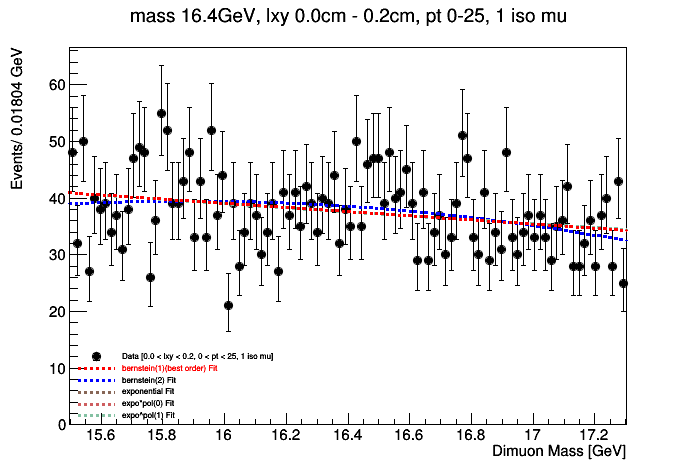 mass 16.4GeV, lxy 0.0cm - 0.2cm, pt 0-25, 1 iso mu
Events/ 0.01804 GeV
60
50
40
30
20
10
0
Data [0.0 < lxy < 0.2, 0 < pt < 25, 1 iso mu]
bernstein(1)(best order) Fit
bernstein(2) Fit
exponential Fit
expo*pol(0) Fit
expo^pol(1) Fit
15.6 15.8 16 16.2 16.4 16.6 16.8 17 17.2
Dimuon Mass [GeV]